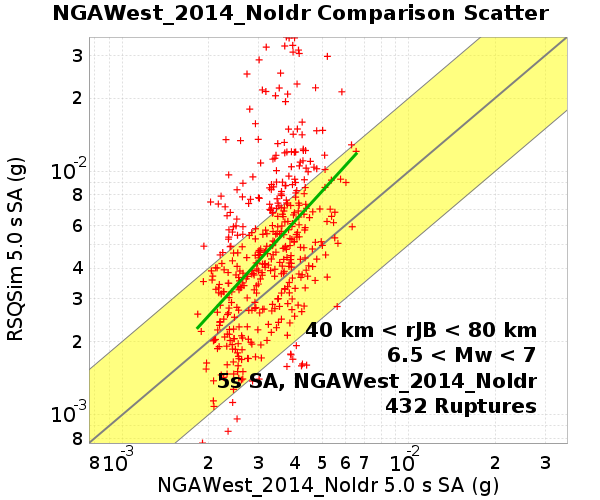 NGAWest_2014_NoIdr Comparison Scatter
RSQSim 5.0 s SA (g)
3
2
10-2
8
6
4
3
2
10-3
8
40 km < rJB < 80 km
6.5 < Mw < 7
5s SA, NGAWest_2014_NoIdr
432 Ruptures
8 10-3 2 3 4 5 6 7 10-2 2 3
NGAWest_2014_NoIdr 5.0 s SA (g)